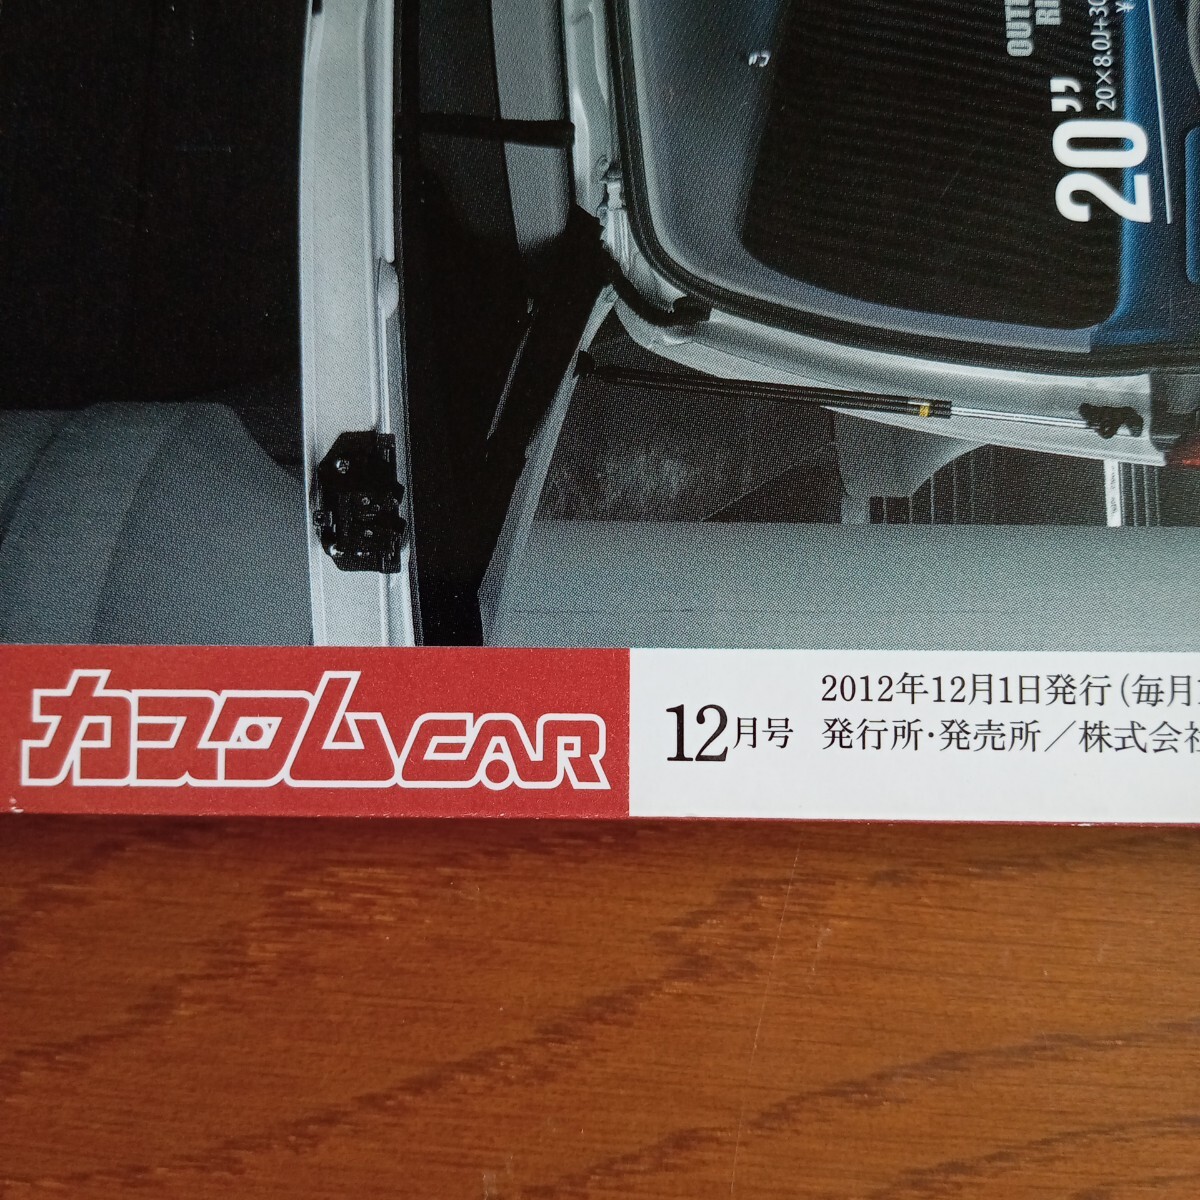 20”
20×8.0J+30
¥
カスタムCAR
12月号
2012年12月1日発行(毎月
発行所・発売所／株式会社